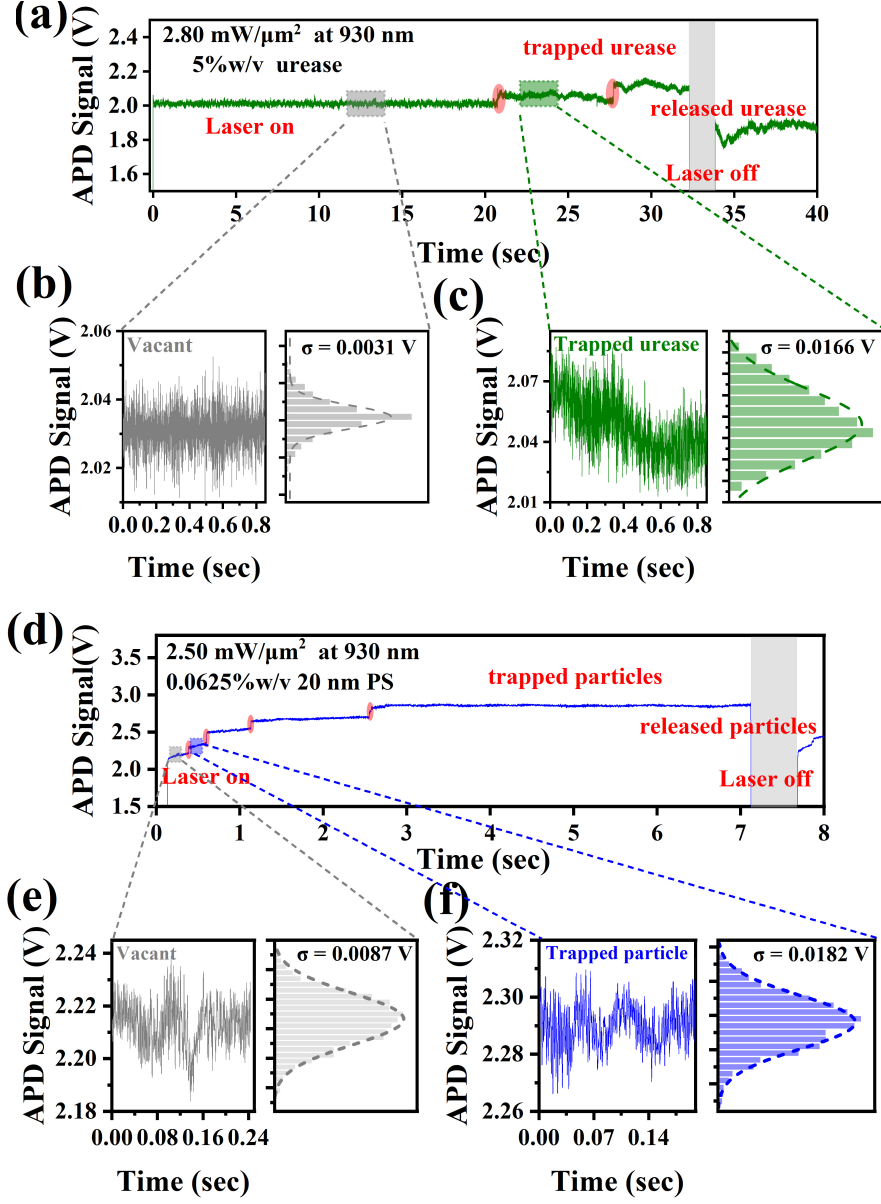 (a)
APD Signal (V)
2.4
2.2
2.0
1.8
1.6
2.80 mW/μm² at 930 nm
5%w/v urease
trapped urease
Laser on
released urease
Laser off
0 5 10 15 20 25 30 35 40
Time (sec)
(b)
APD Signal (V)
2.06
2.04
2.02
Vacant
σ = 0.0031 V
0.0 0.2 0.4 0.6 0.8
Time (sec)
(c)
APD Signal (V)
2.07
2.04
2.01
Trapped urease
σ = 0.0166 V
0.0 0.2 0.4 0.6 0.8
Time (sec)
(d)
APD Signal(V)
3.5
3.0
2.5
2.0
1.5
2.50 mW/μm² at 930 nm
0.0625%w/v 20 nm PS
trapped particles
released particles
Laser on
Laser off
0 1 2 3 4 5 6 7 8
Time (sec)
(e)
APD Signal (V)
2.24
2.22
2.20
2.18
Vacant
σ = 0.0087 V
0.00 0.08 0.16 0.24
Time (sec)
(f)
APD Signal (V)
2.32
2.30
2.28
2.26
Trapped particle
σ = 0.0182 V
0.00 0.07 0.14
Time (sec)